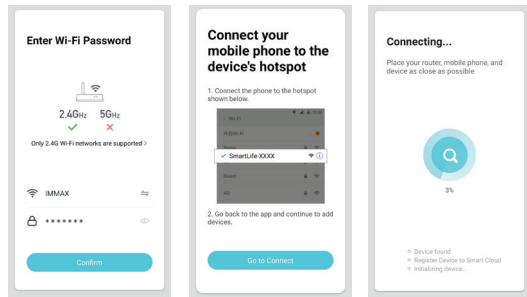 Enter Wi-Fi Password
2.4GHz 5GHz
Only 2.4G Wi-Fi networks are supported >
IMMAX
*******
Confirm
Connect your
mobile phone to the
device's hotspot
1. Connect the phone to the hotspot
shown below.
Wi-Fi
SmartLife-XXXX
2. Go back to the app and continue to add
devices.
Go to Connect
Connecting...
Place your router, mobile phone, and
device as close as possible
3%
Device found
Register Device to Smart Cloud
Initializing device...